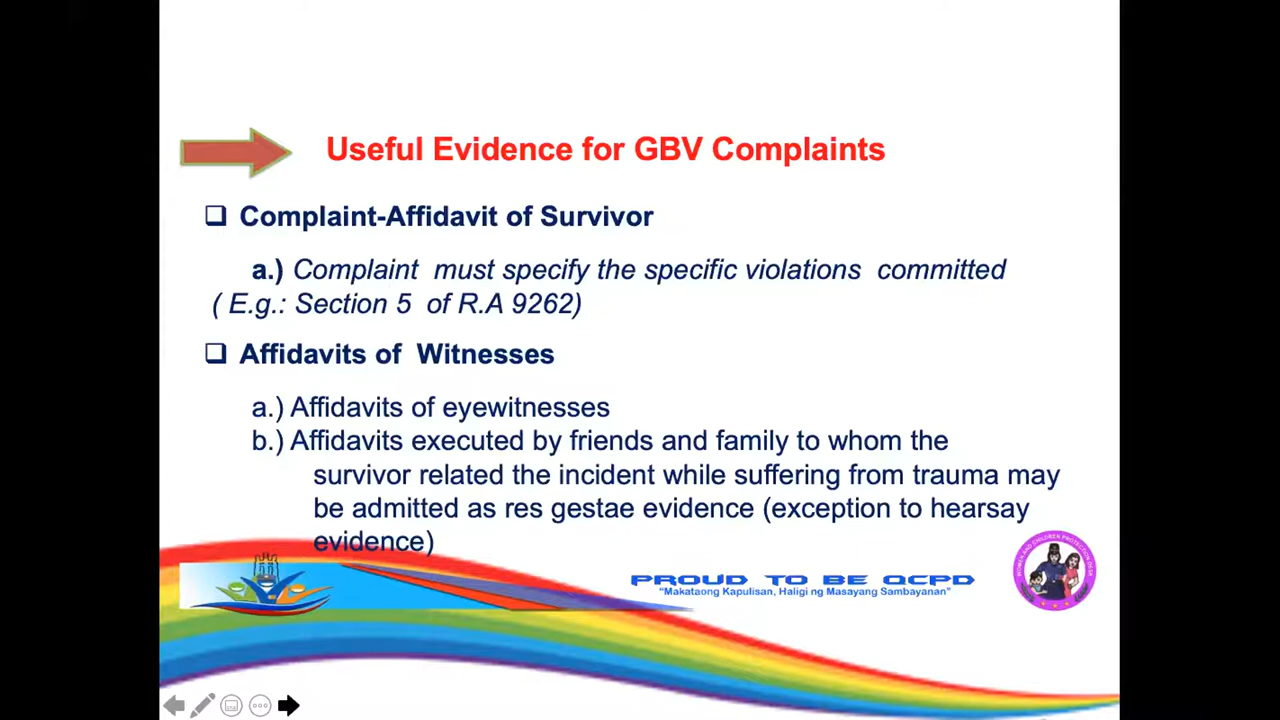 Useful Evidence for GBV Complaints
Complaint-Affidavit of Survivor
a.) Complaint must specify the specific violations committed
( E.g.: Section 5 of R.A 9262)
Affidavits of Witnesses
a.) Affidavits of eyewitnesses
b.) Affidavits executed by friends and family to whom the
survivor related the incident while suffering from trauma may
be admitted as res gestae evidence (exception to hearsay
evidence)
PROUD TO BE QCPD
"Makataong Kapulisan, Haligi ng Masayang Sambayanan"